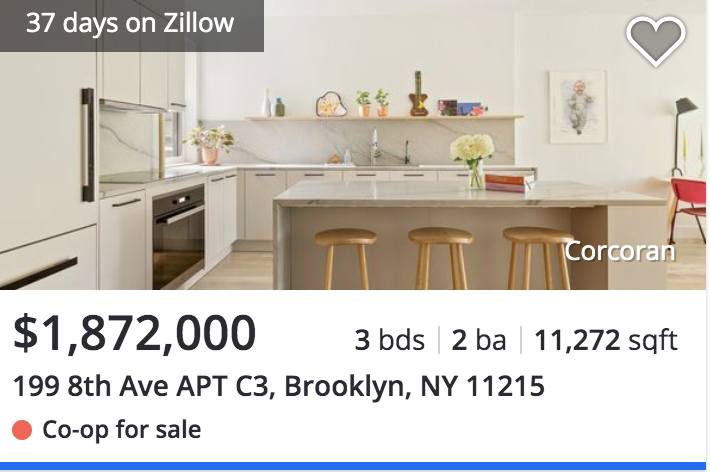 37 days on Zillow
Corcoran
$1,872,000 3 bds | 2 ba | 11,272 sqft
199 8th Ave APT C3, Brooklyn, NY 11215
Co-op for sale